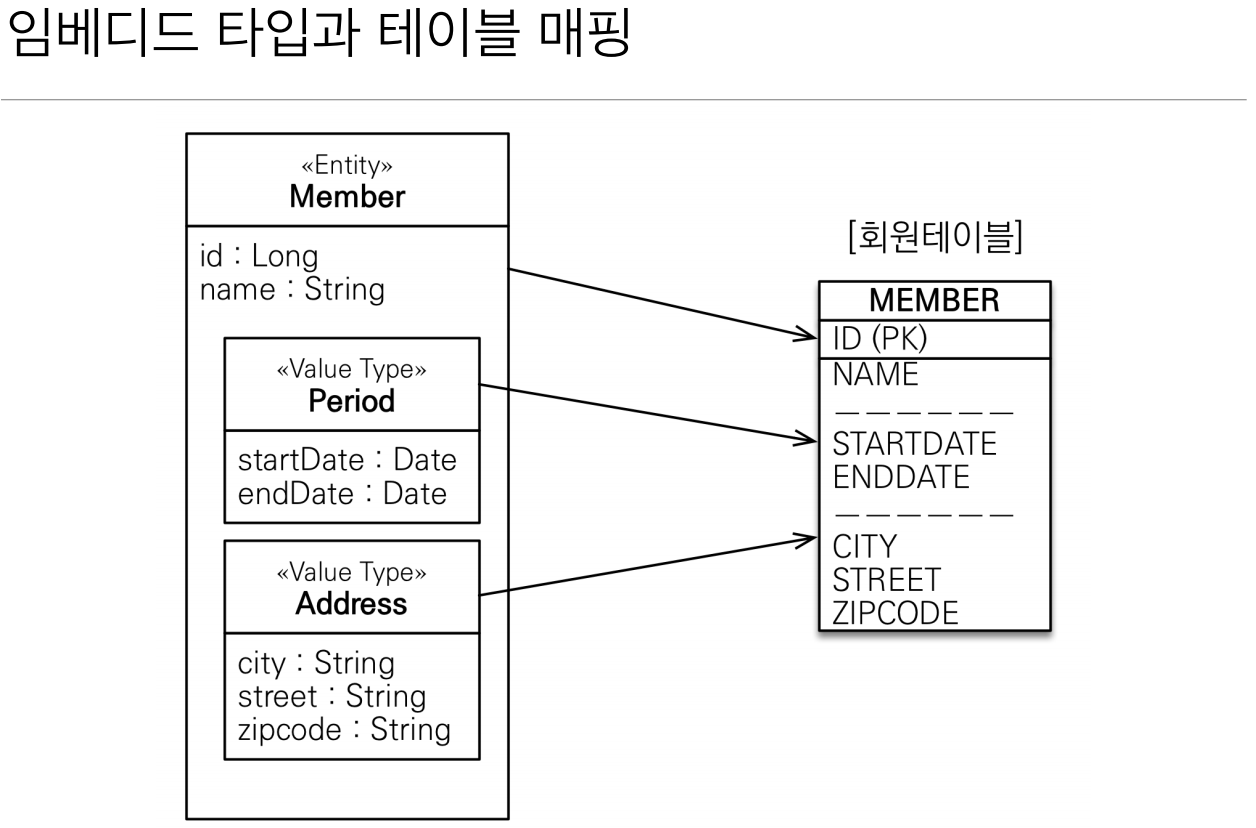 임베디드 타입과 테이블 매핑
«Entity»
Member
id : Long
name : String
«Value Type»
Period
startDate : Date
endDate : Date
«Value Type»
Address
city : String
street : String
zipcode : String
[회원테이블]
MEMBER
ID (PK)
NAME
STARTDATE
ENDDATE
CITY
STREET
ZIPCODE